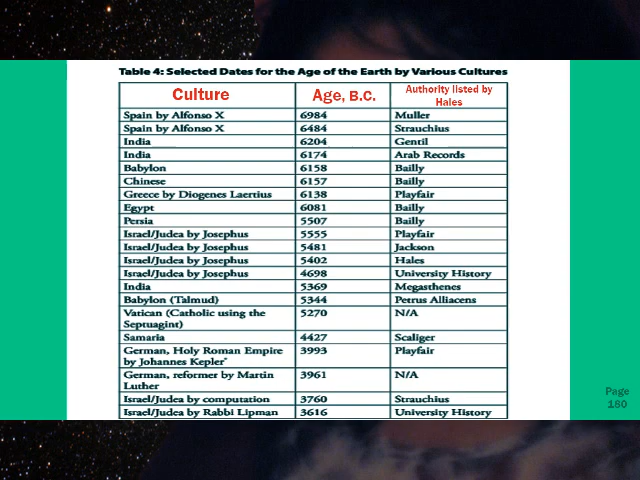 Table 4: Selected Dates for the Age of the Earth by Various Cultures
Culture Age, B.C. Authority listed by Hales
Spain by Alfonso X 6984 Muller
Spain by Alfonso X 6484 Strauchius
India 6204 Gentil
India 6174 Arab Records
Babylon 6158 Bailly
Chinese 6157 Bailly
Greece by Diogenes Laertius 6138 Playfair
Egypt 6081 Bailly
Persia 5507 Bailly
Israel/Judea by Josephus 5555 Playfair
Israel/Judea by Josephus 5481 Jackson
Israel/Judea by Josephus 5402 Hales
Israel/Judea by Josephus 4698 University History
India 5369 Megasthenes
Babylon (Talmud) 5344 Petrus Alliacens
Vatican (Catholic using the Septuagint) 5270 N/A
Samaria 4427 Scaliger
German, Holy Roman Empire by Johannes Kepler* 3993 Playfair
German, reformer by Martin Luther 3961 N/A
Israel/Judea by computation 3760 Strauchius
Israel/Judea by Rabbi Lipman 3616 University History
Page
180